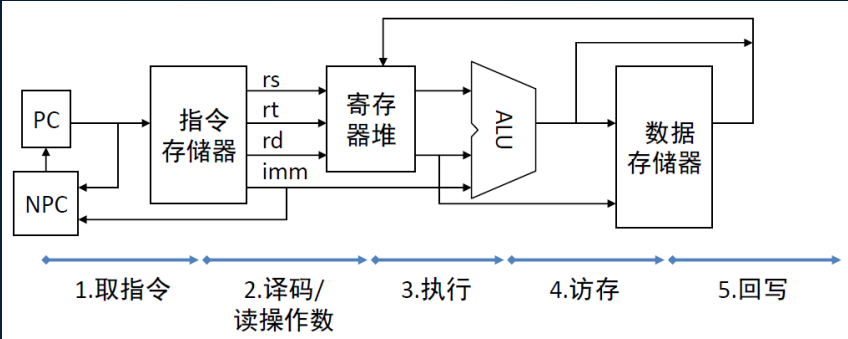 PC
NPC
指令
存储器
rs
rt
rd
imm
寄存
器堆
ALU
数据
存储器
1.取指令
2.译码/
读操作数
3.执行
4.访存
5.回写